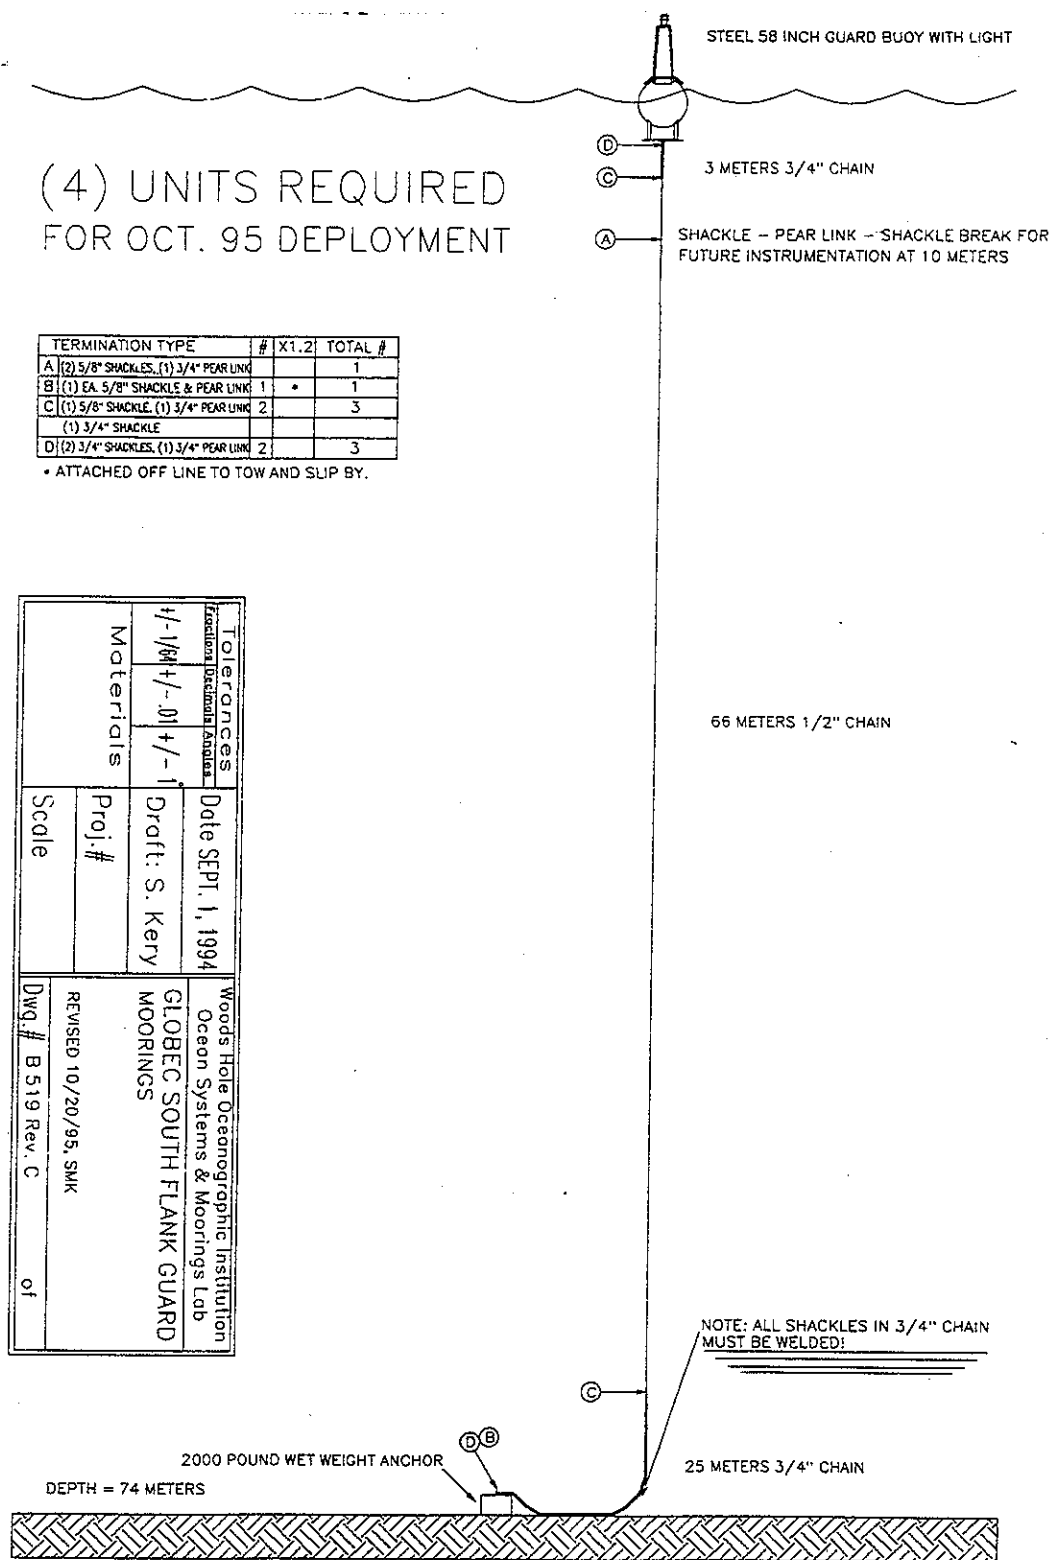 STEEL 58 INCH GUARD BUOY WITH LIGHT
D
3 METERS 3/4" CHAIN
C
(4) UNITS REQUIRED
FOR OCT. 95 DEPLOYMENT
A
SHACKLE - PEAR LINK - SHACKLE BREAK FOR
FUTURE INSTRUMENTATION AT 10 METERS
TERMINATION TYPE # X1.2 TOTAL #
A (2) 5/8" SHACKLES, (1) 3/4" PEAR LINK 1
B (1) EA. 5/8" SHACKLE & PEAR LINK 1 * 1
C (1) 5/8" SHACKLE, (1) 3/4" PEAR LINK 2 3
(1) 3/4" SHACKLE
D (2) 3/4" SHACKLES, (1) 3/4" PEAR LINK 2 3
* ATTACHED OFF LINE TO TOW AND SLIP BY.
66 METERS 1/2" CHAIN
Tolerances
Fractions Decimals Angles
+/-1/64 +/-.01 +/-1°
Materials
Date SEPT. 1, 1994
Draft: S. Kery
Proj.#
Scale
Woods Hole Oceanographic Institution
Ocean Systems & Moorings Lab
GLOBEC SOUTH FLANK GUARD
MOORINGS
REVISED 10/20/95, SMK
Dwg.# B 519 Rev. C of
NOTE: ALL SHACKLES IN 3/4" CHAIN
MUST BE WELDED!
C
D B
2000 POUND WET WEIGHT ANCHOR
25 METERS 3/4" CHAIN
DEPTH = 74 METERS